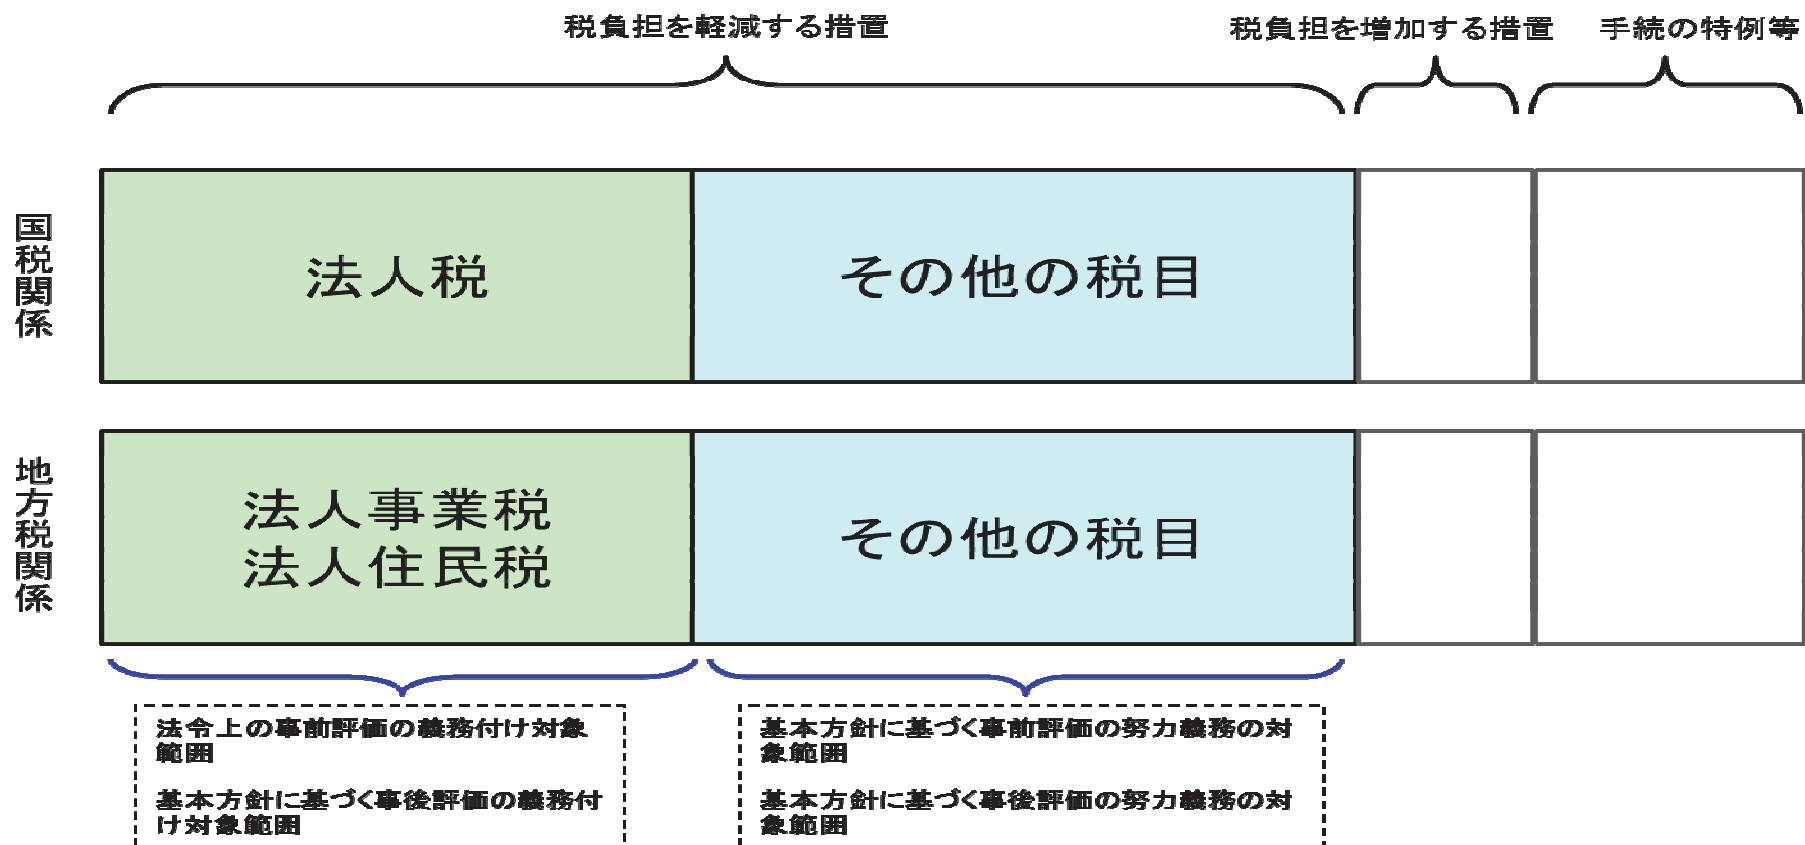 税負担を軽減する措置
税負担を増加する措置
手続の特例等
国税関係
法人税
その他の税目
地方税関係
法人事業税
法人住民税
その他の税目
法令上の事前評価の義務付け対象
範囲
基本方針に基づく事後評価の義務付
け対象範囲
基本方針に基づく事前評価の努力義務の対
象範囲
基本方針に基づく事後評価の努力義務の対
象範囲